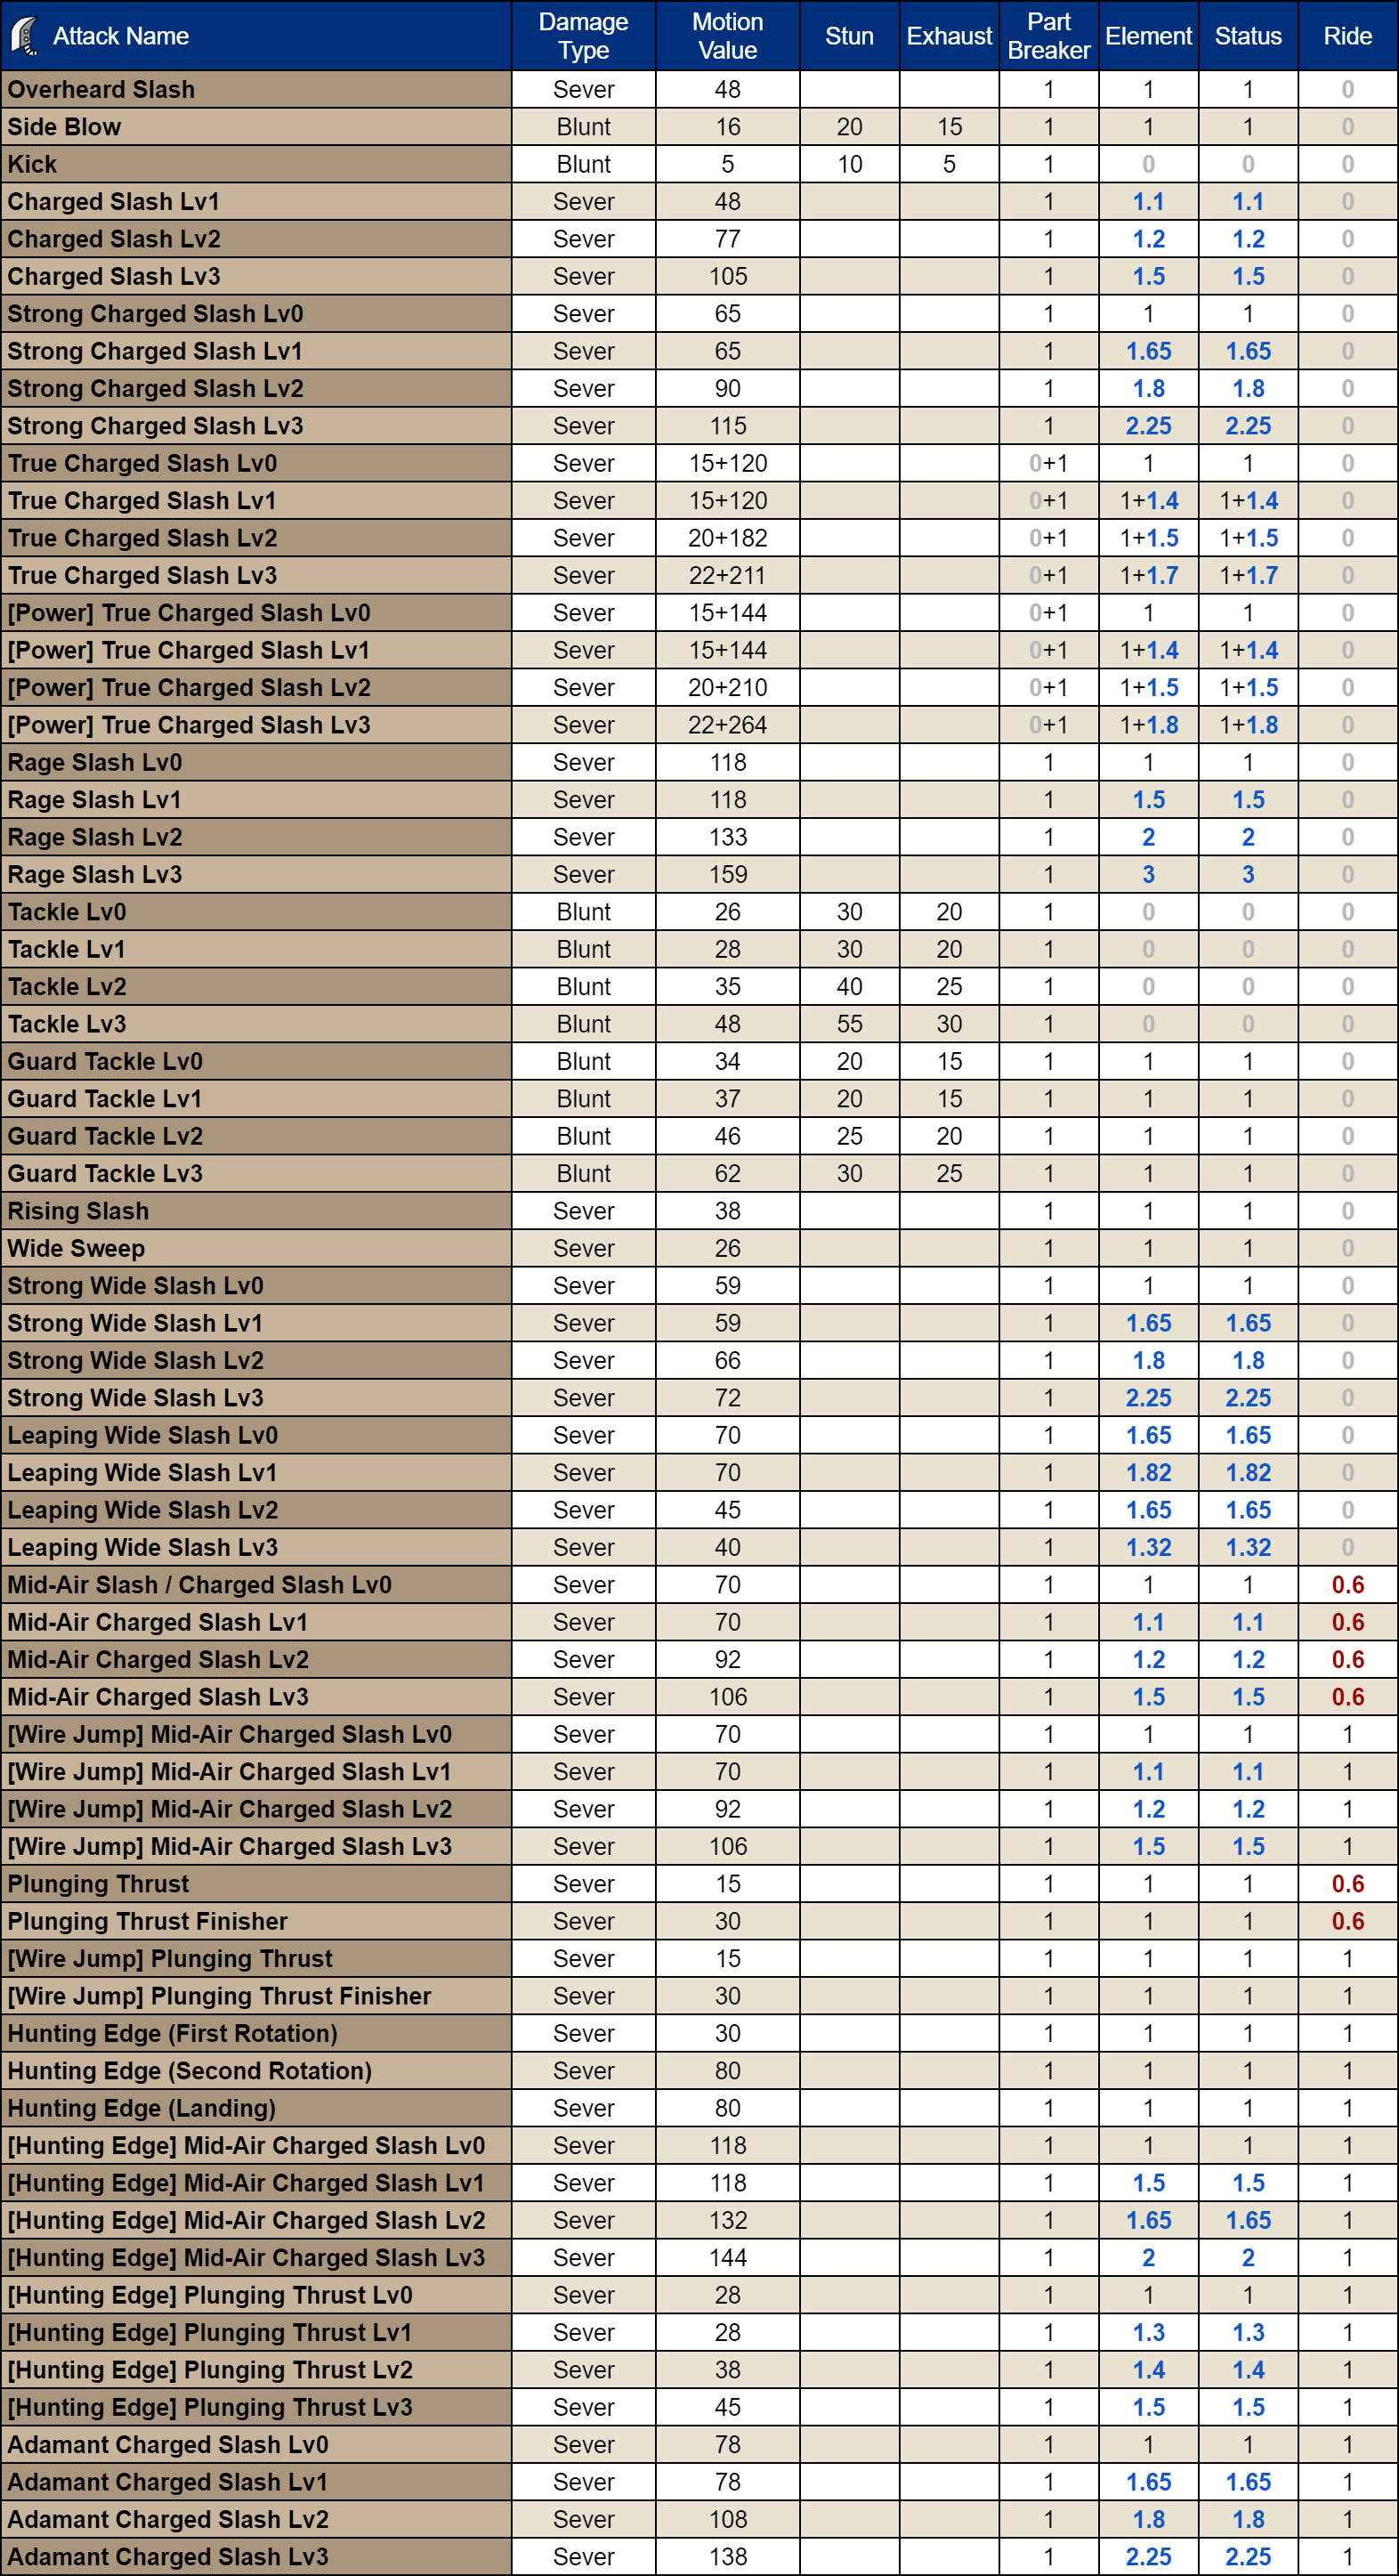 Attack Name Damage Type Motion Value Stun Exhaust Part Breaker Element Status Ride
Overheard Slash Sever 48 1 1 1 0
Side Blow Blunt 16 20 15 1 1 1 0
Kick Blunt 5 10 5 1 0 0 0
Charged Slash Lv1 Sever 48 1 1.1 1.1 0
Charged Slash Lv2 Sever 77 1 1.2 1.2 0
Charged Slash Lv3 Sever 105 1 1.5 1.5 0
Strong Charged Slash Lv0 Sever 65 1 1 1 0
Strong Charged Slash Lv1 Sever 65 1 1.65 1.65 0
Strong Charged Slash Lv2 Sever 90 1 1.8 1.8 0
Strong Charged Slash Lv3 Sever 115 1 2.25 2.25 0
True Charged Slash Lv0 Sever 15+120 0+1 1 1 0
True Charged Slash Lv1 Sever 15+120 0+1 1+1.4 1+1.4 0
True Charged Slash Lv2 Sever 20+182 0+1 1+1.5 1+1.5 0
True Charged Slash Lv3 Sever 22+211 0+1 1+1.7 1+1.7 0
[Power] True Charged Slash Lv0 Sever 15+144 0+1 1 1 0
[Power] True Charged Slash Lv1 Sever 15+144 0+1 1+1.4 1+1.4 0
[Power] True Charged Slash Lv2 Sever 20+210 0+1 1+1.5 1+1.5 0
[Power] True Charged Slash Lv3 Sever 22+264 0+1 1+1.8 1+1.8 0
Rage Slash Lv0 Sever 118 1 1 1 0
Rage Slash Lv1 Sever 118 1 1.5 1.5 0
Rage Slash Lv2 Sever 133 1 2 2 0
Rage Slash Lv3 Sever 159 1 3 3 0
Tackle Lv0 Blunt 26 30 20 1 0 0 0
Tackle Lv1 Blunt 28 30 20 1 0 0 0
Tackle Lv2 Blunt 35 40 25 1 0 0 0
Tackle Lv3 Blunt 48 55 30 1 0 0 0
Guard Tackle Lv0 Blunt 34 20 15 1 1 1 0
Guard Tackle Lv1 Blunt 37 20 15 1 1 1 0
Guard Tackle Lv2 Blunt 46 25 20 1 1 1 0
Guard Tackle Lv3 Blunt 62 30 25 1 1 1 0
Rising Slash Sever 38 1 1 1 0
Wide Sweep Sever 26 1 1 1 0
Strong Wide Slash Lv0 Sever 59 1 1 1 0
Strong Wide Slash Lv1 Sever 59 1 1.65 1.65 0
Strong Wide Slash Lv2 Sever 66 1 1.8 1.8 0
Strong Wide Slash Lv3 Sever 72 1 2.25 2.25 0
Leaping Wide Slash Lv0 Sever 70 1 1.65 1.65 0
Leaping Wide Slash Lv1 Sever 70 1 1.82 1.82 0
Leaping Wide Slash Lv2 Sever 45 1 1.65 1.65 0
Leaping Wide Slash Lv3 Sever 40 1 1.32 1.32 0
Mid-Air Slash / Charged Slash Lv0 Sever 70 1 1 1 0.6
Mid-Air Charged Slash Lv1 Sever 70 1 1.1 1.1 0.6
Mid-Air Charged Slash Lv2 Sever 92 1 1.2 1.2 0.6
Mid-Air Charged Slash Lv3 Sever 106 1 1.5 1.5 0.6
[Wire Jump] Mid-Air Charged Slash Lv0 Sever 70 1 1 1 1
[Wire Jump] Mid-Air Charged Slash Lv1 Sever 70 1 1.1 1.1 1
[Wire Jump] Mid-Air Charged Slash Lv2 Sever 92 1 1.2 1.2 1
[Wire Jump] Mid-Air Charged Slash Lv3 Sever 106 1 1.5 1.5 1
Plunging Thrust Sever 15 1 1 1 0.6
Plunging Thrust Finisher Sever 30 1 1 1 0.6
[Wire Jump] Plunging Thrust Sever 15 1 1 1 1
[Wire Jump] Plunging Thrust Finisher Sever 30 1 1 1 1
Hunting Edge (First Rotation) Sever 30 1 1 1 1
Hunting Edge (Second Rotation) Sever 80 1 1 1 1
Hunting Edge (Landing) Sever 80 1 1 1 1
[Hunting Edge] Mid-Air Charged Slash Lv0 Sever 118 1 1 1 1
[Hunting Edge] Mid-Air Charged Slash Lv1 Sever 118 1 1.5 1.5 1
[Hunting Edge] Mid-Air Charged Slash Lv2 Sever 132 1 1.65 1.65 1
[Hunting Edge] Mid-Air Charged Slash Lv3 Sever 144 1 2 2 1
[Hunting Edge] Plunging Thrust Lv0 Sever 28 1 1 1 1
[Hunting Edge] Plunging Thrust Lv1 Sever 28 1 1.3 1.3 1
[Hunting Edge] Plunging Thrust Lv2 Sever 38 1 1.4 1.4 1
[Hunting Edge] Plunging Thrust Lv3 Sever 45 1 1.5 1.5 1
Adamant Charged Slash Lv0 Sever 78 1 1 1 1
Adamant Charged Slash Lv1 Sever 78 1 1.65 1.65 1
Adamant Charged Slash Lv2 Sever 108 1 1.8 1.8 1
Adamant Charged Slash Lv3 Sever 138 1 2.25 2.25 1